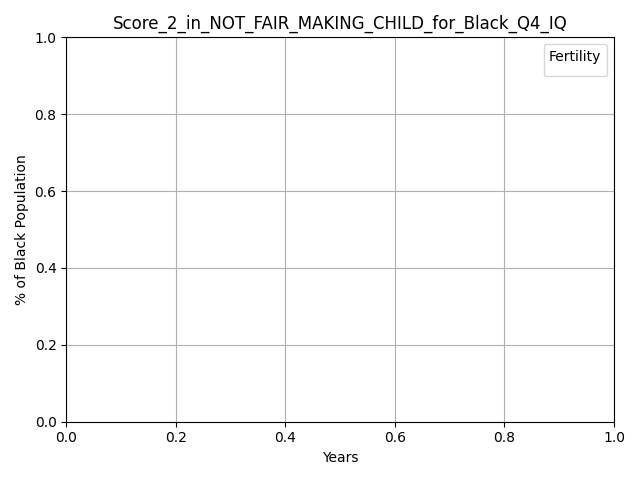 Score_2_in_NOT_FAIR_MAKING_CHILD_for_Black_Q4_IQ
Fertility
% of Black Population
1.0
0.8
0.6
0.4
0.2
0.0
0.0 0.2 0.4 0.6 0.8 1.0
Years